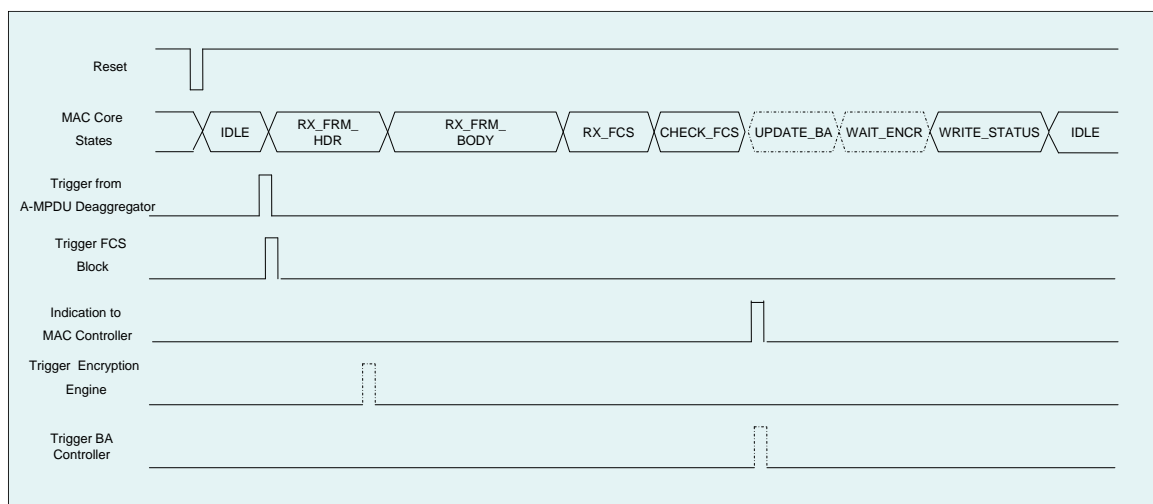 Reset
MAC Core
States
IDLE
RX_FRM_
HDR
RX_FRM_
BODY
RX_FCS
CHECK_FCS
UPDATE_BA
WAIT_ENCR
WRITE_STATUS
IDLE
Trigger from
A-MPDU Deaggregator
Trigger FCS
Block
Indication to
MAC Controller
Trigger Encryption
Engine
Trigger BA
Controller